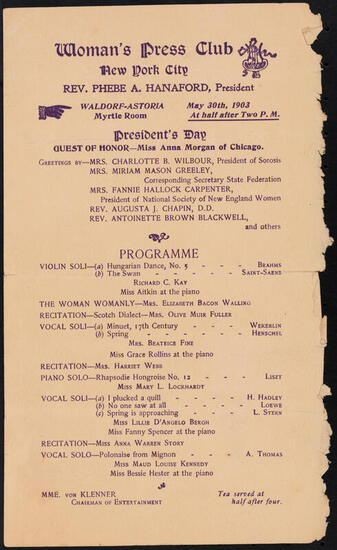 Woman's Press Club
New York City
REV. PHEBE A. HANAFORD, President
WALDORF-ASTORIA May 30th, 1903
Myrtle Room At half after Two P. M.
President's Day
GUEST OF HONOR—Miss Anna Morgan of Chicago.
GREETINGS BY—MRS. CHARLOTTE B. WILBOUR, President of Sorosis
MRS. MIRIAM MASON GREELEY,
Corresponding Secretary State Federation
MRS. FANNIE HALLOCK CARPENTER,
President of National Society of New England Women
REV. AUGUSTA J. CHAPIN, D.D.
REV. ANTOINETTE BROWN BLACKWELL,
and others
PROGRAMME
VIOLIN SOLI—(a) Hungarian Dance, No. 5 - - BRAHMS
(b) The Swan - - SAINT-SAENS
RICHARD C. KAY
Miss Aitkin at the piano
THE WOMAN WOMANLY—MRS. ELIZABETH BACON WALLING
RECITATION—Scotch Dialect—MRS. OLIVE MUIR FULLER
VOCAL SOLI—(a) Minuet, 17th Century - WEKERLIN
(b) Spring - - HENSCHEL
MRS. BEATRICE FINE
Miss Grace Rollins at the piano
RECITATION—MRS. HARRIET WEBB
PIANO SOLO—Rhapsodie Hongroise No. 12 - LISZT
MISS MARY L. LOCKHARDT
VOCAL SOLI—(a) I plucked a quill - - H. HADLEY
(b) No one saw at all - - LOEWE
(c) Spring is approaching - - L. STERN
MISS LILLIE D'ANGELO BERGH
Miss Fanny Spencer at the piano
RECITATION—MISS ANNA WARREN STORY
VOCAL SOLO—Polonaise from Mignon - A. THOMAS
MISS MAUD LOUISE KENNEDY
Miss Bessie Hester at the piano
MME. VON KLENNER Tea served at
CHAIRMAN OF ENTERTAINMENT half after four.